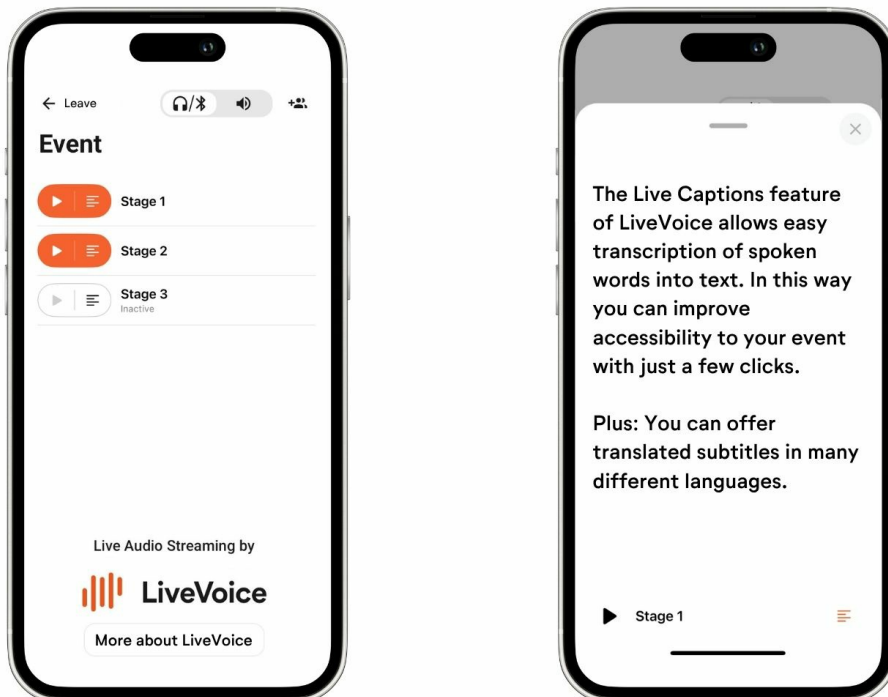 Leave
Event
Stage 1
Stage 2
Stage 3
Inactive
Live Audio Streaming by
LiveVoice
More about LiveVoice
The Live Captions feature
of LiveVoice allows easy
transcription of spoken
words into text. In this way
you can improve
accessibility to your event
with just a few clicks.
Plus: You can offer
translated subtitles in many
different languages.
Stage 1